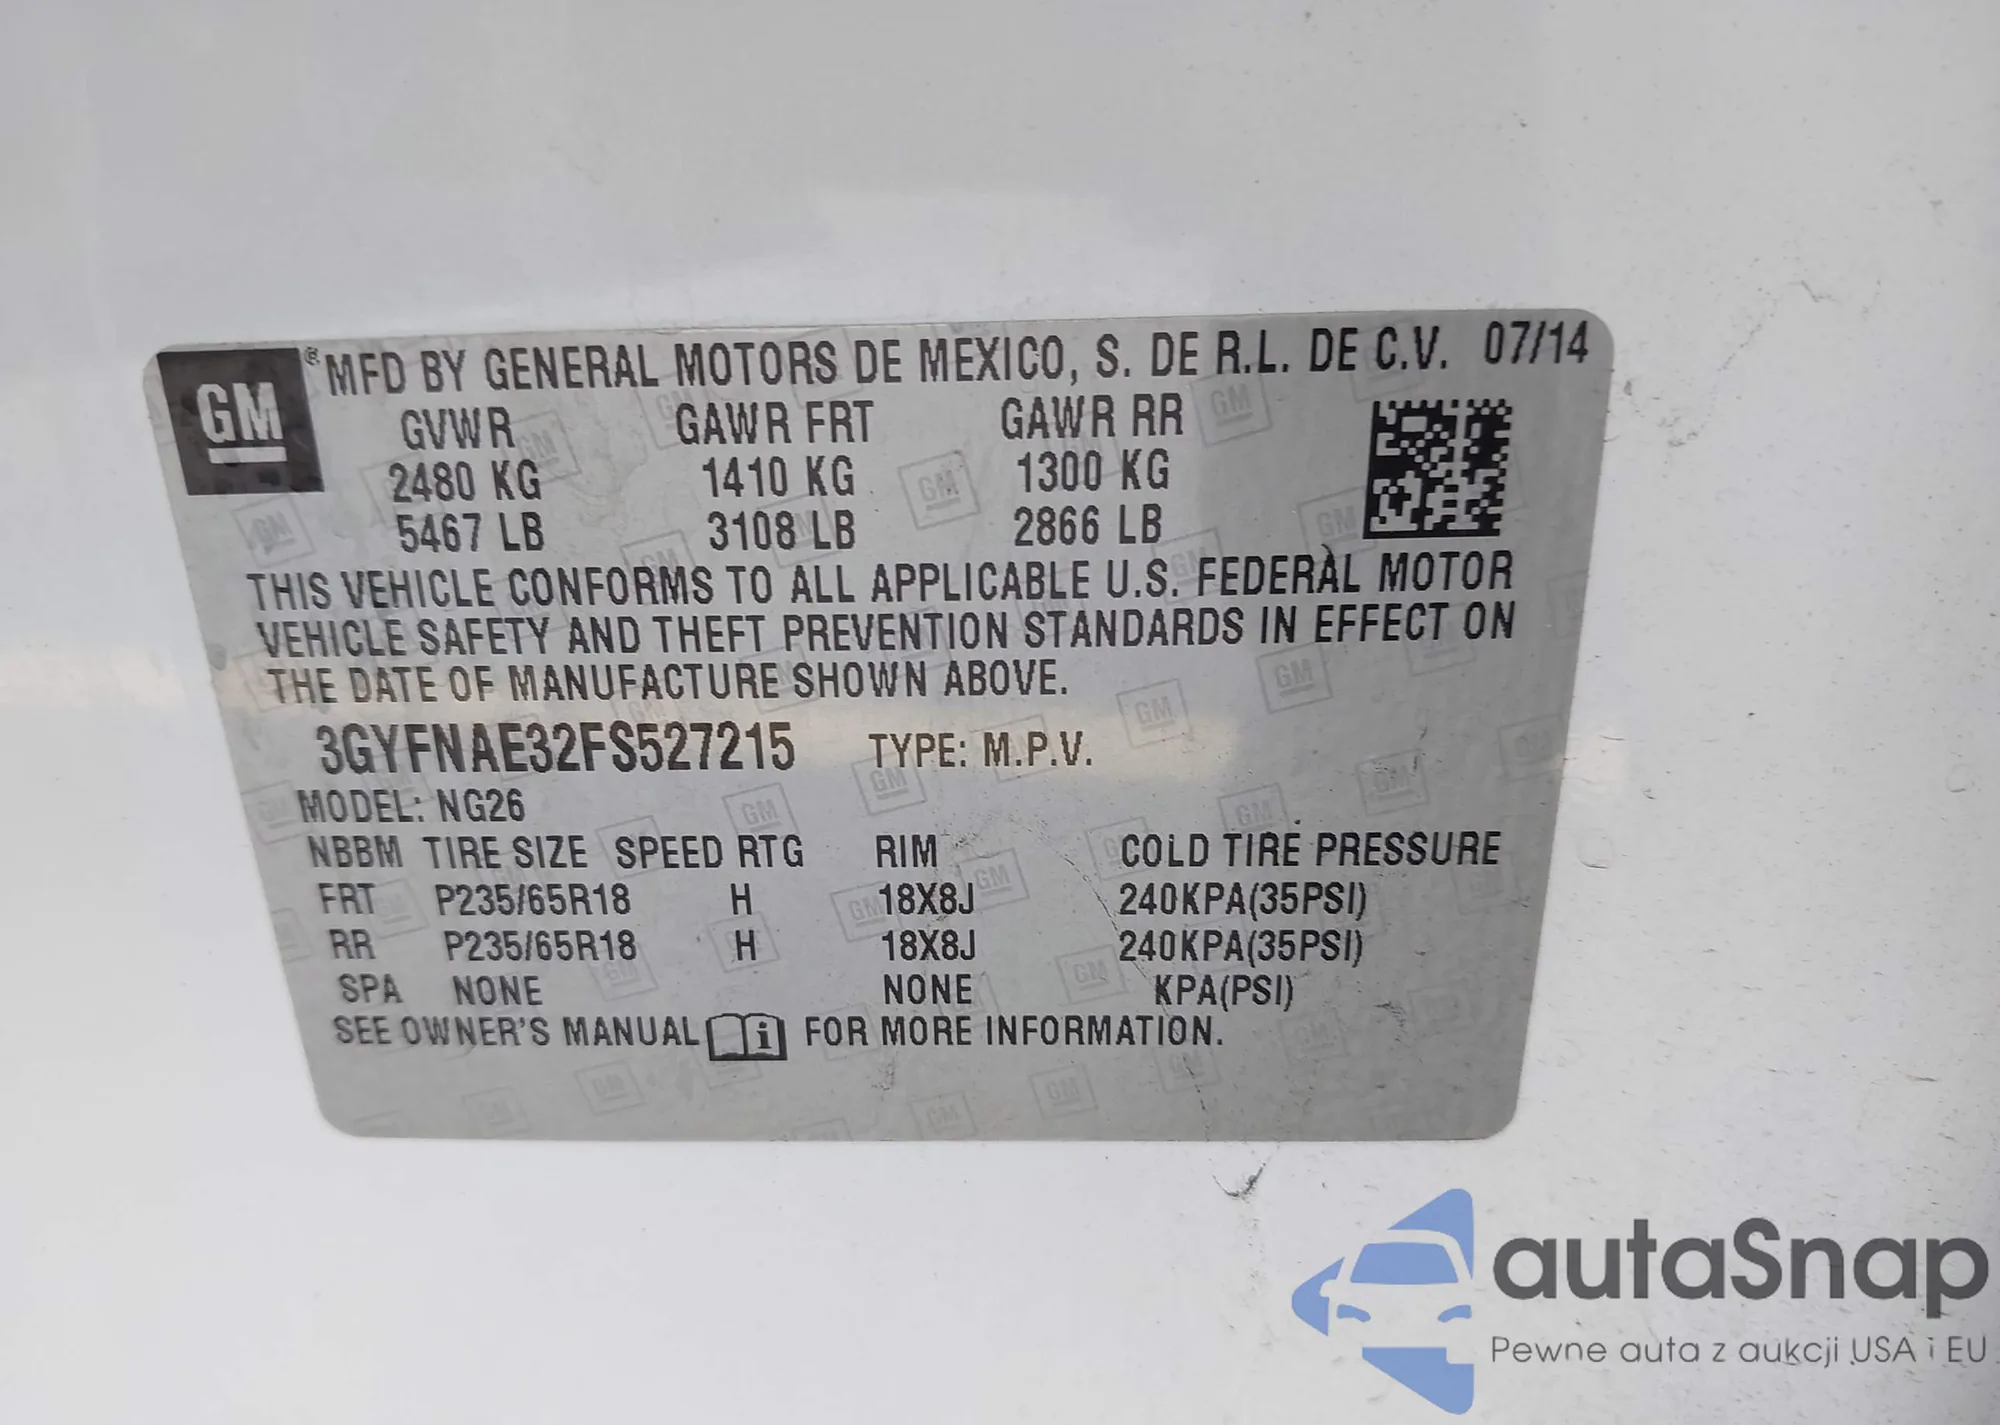 GM ® MFD BY GENERAL MOTORS DE MEXICO, S. DE R.L. DE C.V. 07/14
GVWR GAWR FRT GAWR RR
2480 KG 1410 KG 1300 KG
5467 LB 3108 LB 2866 LB
THIS VEHICLE CONFORMS TO ALL APPLICABLE U.S. FEDERAL MOTOR
VEHICLE SAFETY AND THEFT PREVENTION STANDARDS IN EFFECT ON
THE DATE OF MANUFACTURE SHOWN ABOVE.
3GYFNAE32FS527215 TYPE: M.P.V.
MODEL: NG26
NBBM TIRE SIZE SPEED RTG RIM COLD TIRE PRESSURE
FRT P235/65R18 H 18X8J 240KPA(35PSI)
RR P235/65R18 H 18X8J 240KPA(35PSI)
SPA NONE NONE KPA(PSI)
SEE OWNER'S MANUAL i FOR MORE INFORMATION.
autaSnap
Pewne auta z aukcji USA i EU